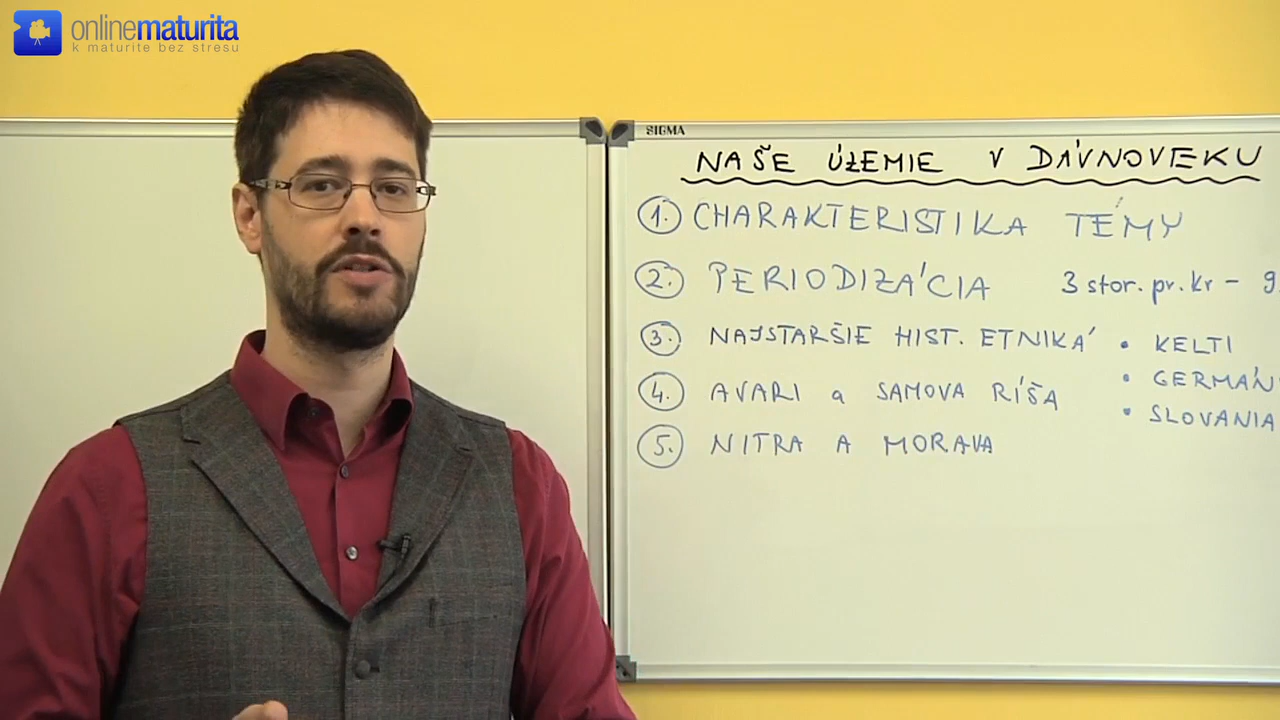 onlinematurita
k maturite bez stresu
SIGMA
NAŠE ÚZEMIE V DÁVNOVEKU
1. CHARAKTERISTIKA TÉMY
2. PERIODIZÁCIA 3 stor. pr. kr - 9
3. NAJSTARŠIE HIST. ETNIKÁ • KELTI
• GERMÁN
4. AVARI a SAMOVA RÍŠA
• SLOVANIA
5. NITRA A MORAVA